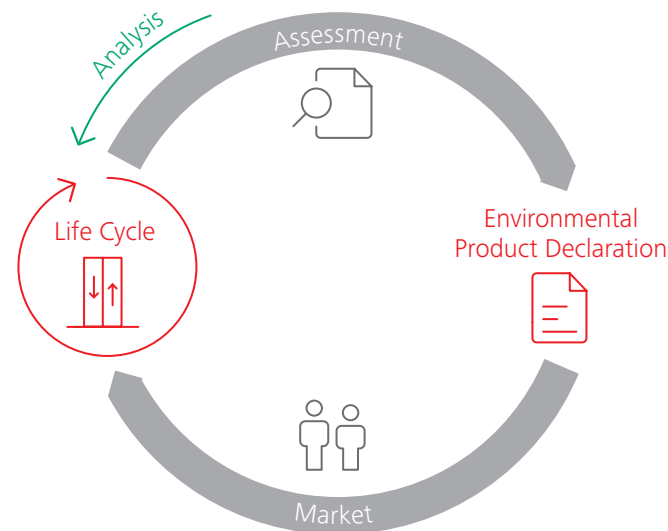 Analysis
Assessment
Life Cycle
Environmental
Product Declaration
Market